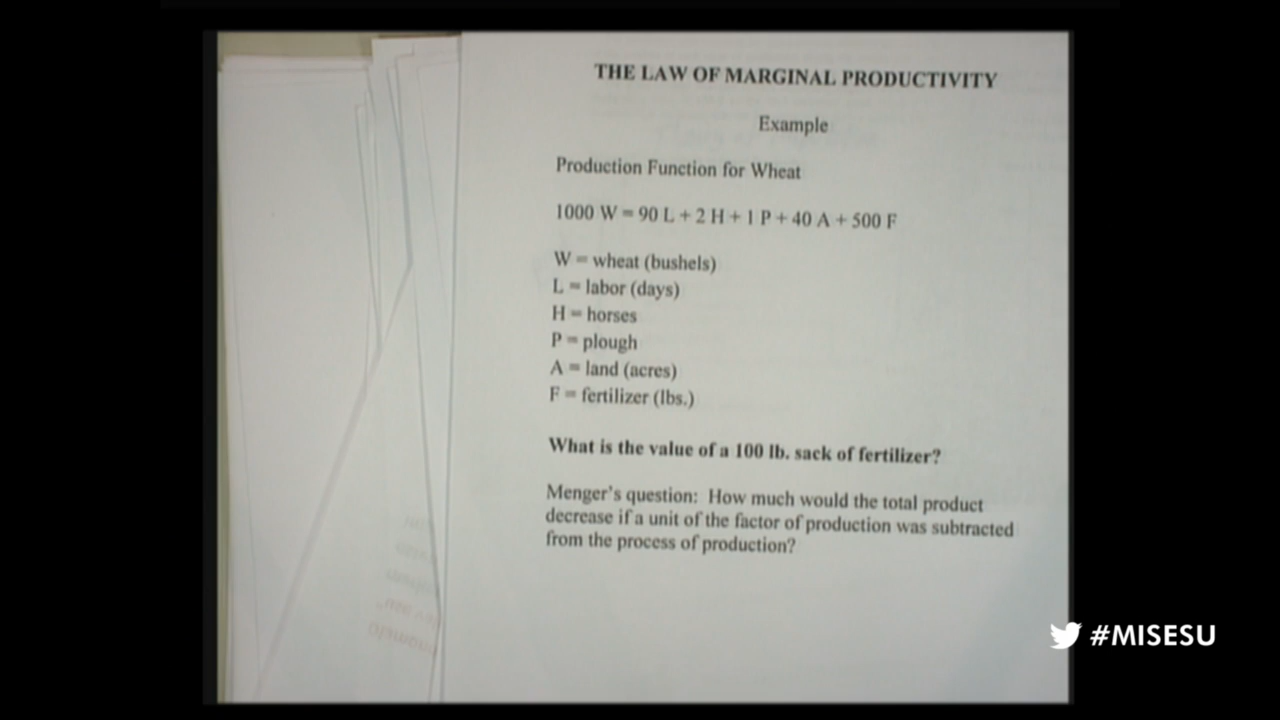 THE LAW OF MARGINAL PRODUCTIVITY
Example
Production Function for Wheat
1000 W = 90 L + 2 H + 1 P + 40 A + 500 F
W = wheat (bushels)
L = labor (days)
H = horses
P = plough
A = land (acres)
F = fertilizer (lbs.)
What is the value of a 100 lb. sack of fertilizer?
Menger's question: How much would the total product
decrease if a unit of the factor of production was subtracted
from the process of production?
#MISESU